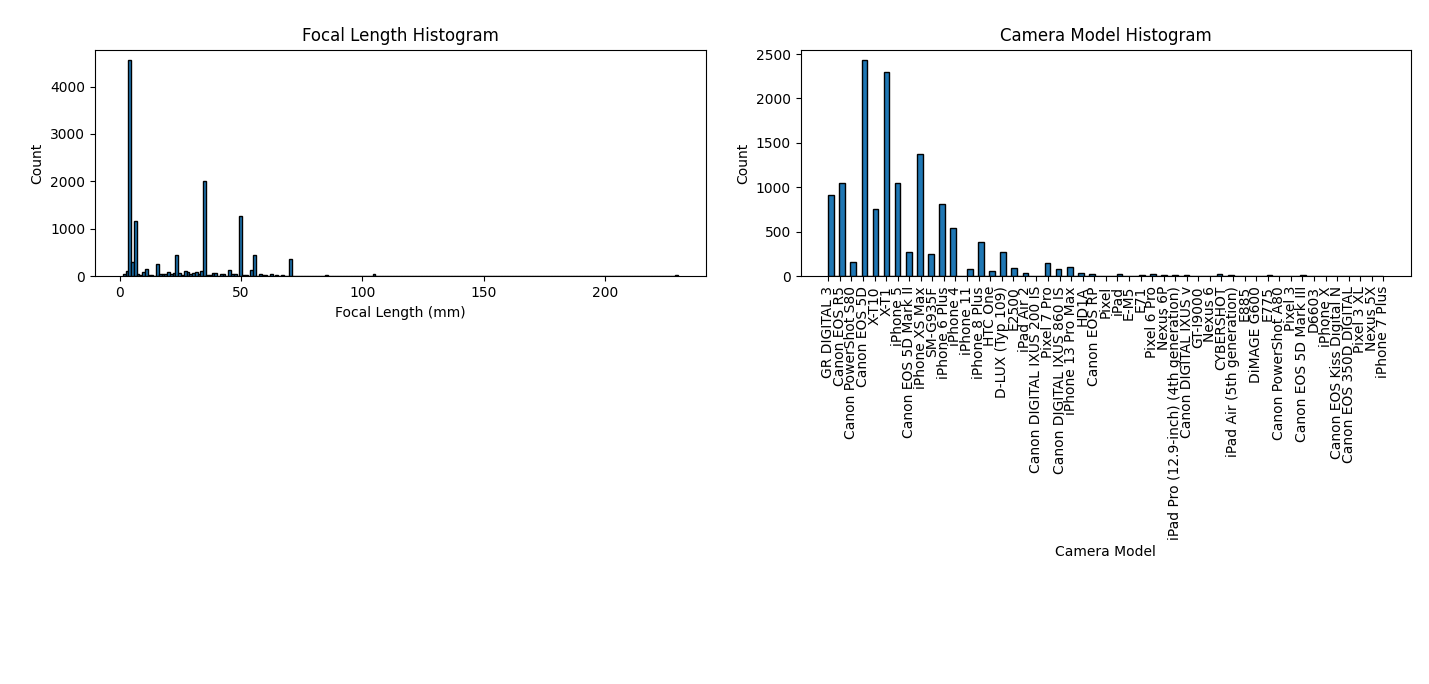 Focal Length Histogram
Count
4000
3000
2000
1000
0
0
50
100
150
200
Focal Length (mm)
Camera Model Histogram
Count
2500
2000
1500
1000
500
0
GR DIGITAL 3
Canon EOS R5
Canon PowerShot S80
Canon EOS 5D
X-T10
X-T1
iPhone 5
Canon EOS 5D Mark II
iPhone XS Max
SM-G935F
iPhone 6 Plus
iPhone 4
iPhone 11
iPhone 8 Plus
HTC One
D-LUX (Typ 109)
E2500
iPad Air 2
Canon DIGITAL IXUS 200 IS
Pixel 7 Pro
Canon DIGITAL IXUS 860 IS
iPhone 13 Pro Max
HD1A
Canon EOS RP
Pixel
iPad
E-M5
E71
Pixel 6 Pro
Nexus 6P
iPad Pro (12.9-inch) (4th generation)
Canon DIGITAL IXUS V
GT-I9000
Nexus 6
CYBERSHOT
iPad Air (5th generation)
E885
DiMAGE G600
E775
Canon PowerShot A80
Pixel 3
Canon EOS 5D Mark III
D6603
iPhone X
Canon EOS Kiss Digital N
Canon EOS 350D DIGITAL
Pixel 3 XL
Nexus 5X
iPhone 7 Plus
Camera Model